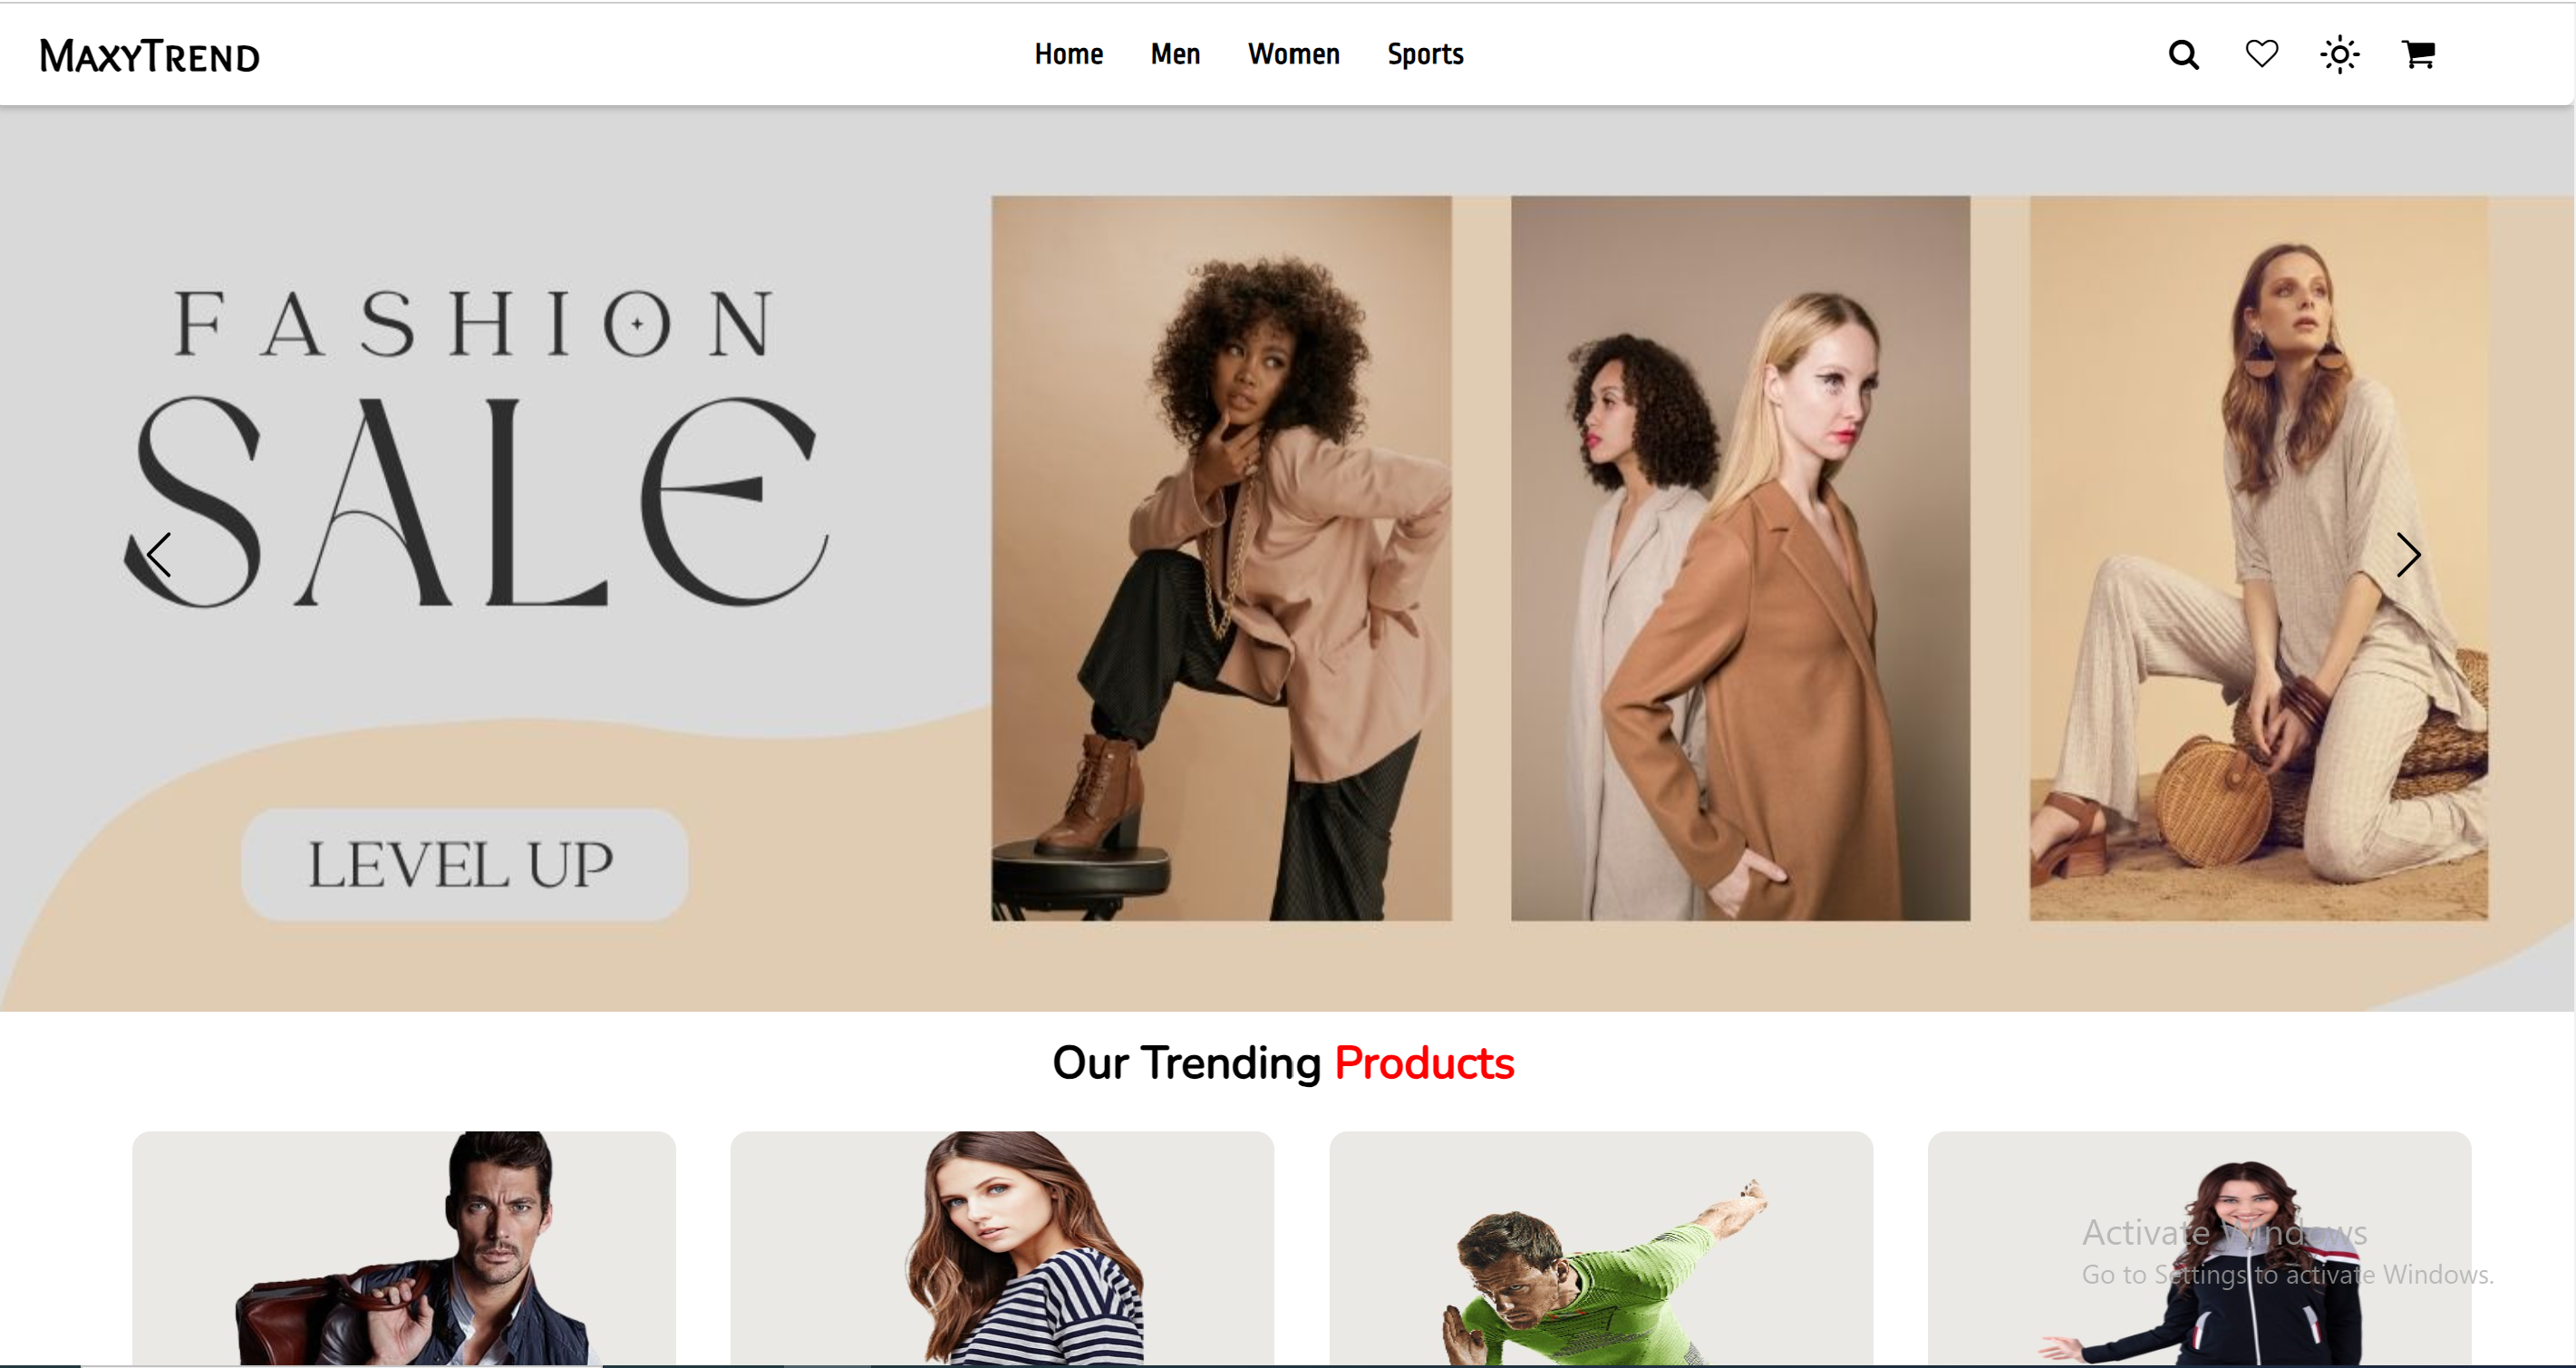 MaxyTrend
Home Men Women Sports
FASHION
SALE
LEVEL UP
Our Trending Products
Activate Windows
Go to Settings to activate Windows.